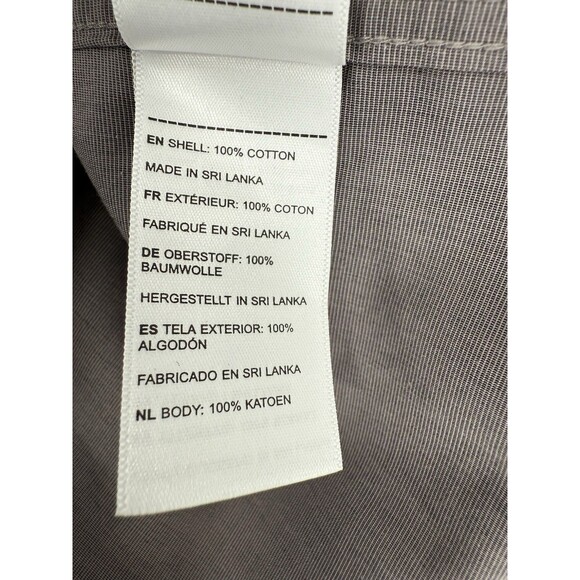 EN SHELL: 100% COTTON
MADE IN SRI LANKA
FR EXTÉRIEUR: 100% COTON
FABRIQUÉ EN SRI LANKA
DE OBERSTOFF: 100%
BAUMWOLLE
HERGESTELLT IN SRI LANKA
ES TELA EXTERIOR: 100%
ALGODÓN
FABRICADO EN SRI LANKA
NL BODY: 100% KATOEN